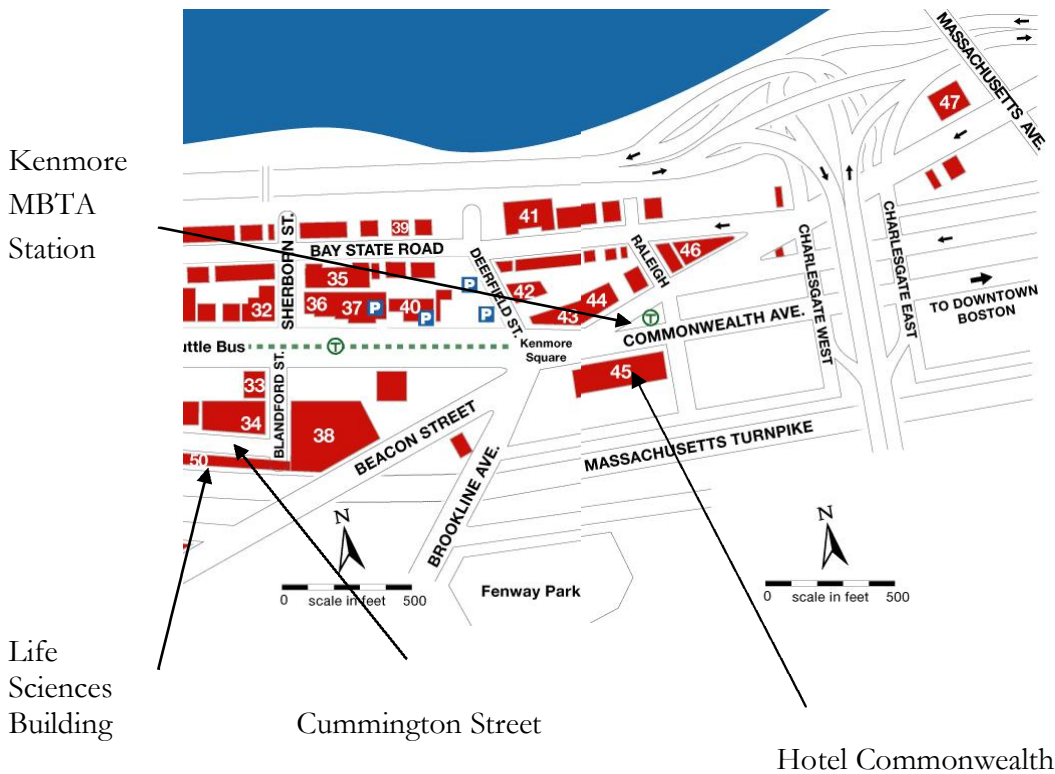 MASSACHUSETTS AVE.
47
Kenmore
MBTA
Station
SHERBORN ST.
39
41
BAY STATE ROAD
DEERFIELD ST.
RALEIGH
46
CHARLESGATE WEST
CHARLESGATE EAST
35
P
42
44
32
36
37
P
40
P
P
43
T
TO DOWNTOWN
BOSTON
COMMONWEALTH AVE.
uttle Bus
T
Kenmore
Square
33
BLANDFORD ST.
45
34
38
BEACON STREET
50
MASSACHUSETTS TURNPIKE
BROOKLINE AVE.
N
N
Fenway Park
0 scale in feet 500
0 scale in feet 500
Life
Sciences
Building
Cummington Street
Hotel Commonwealth